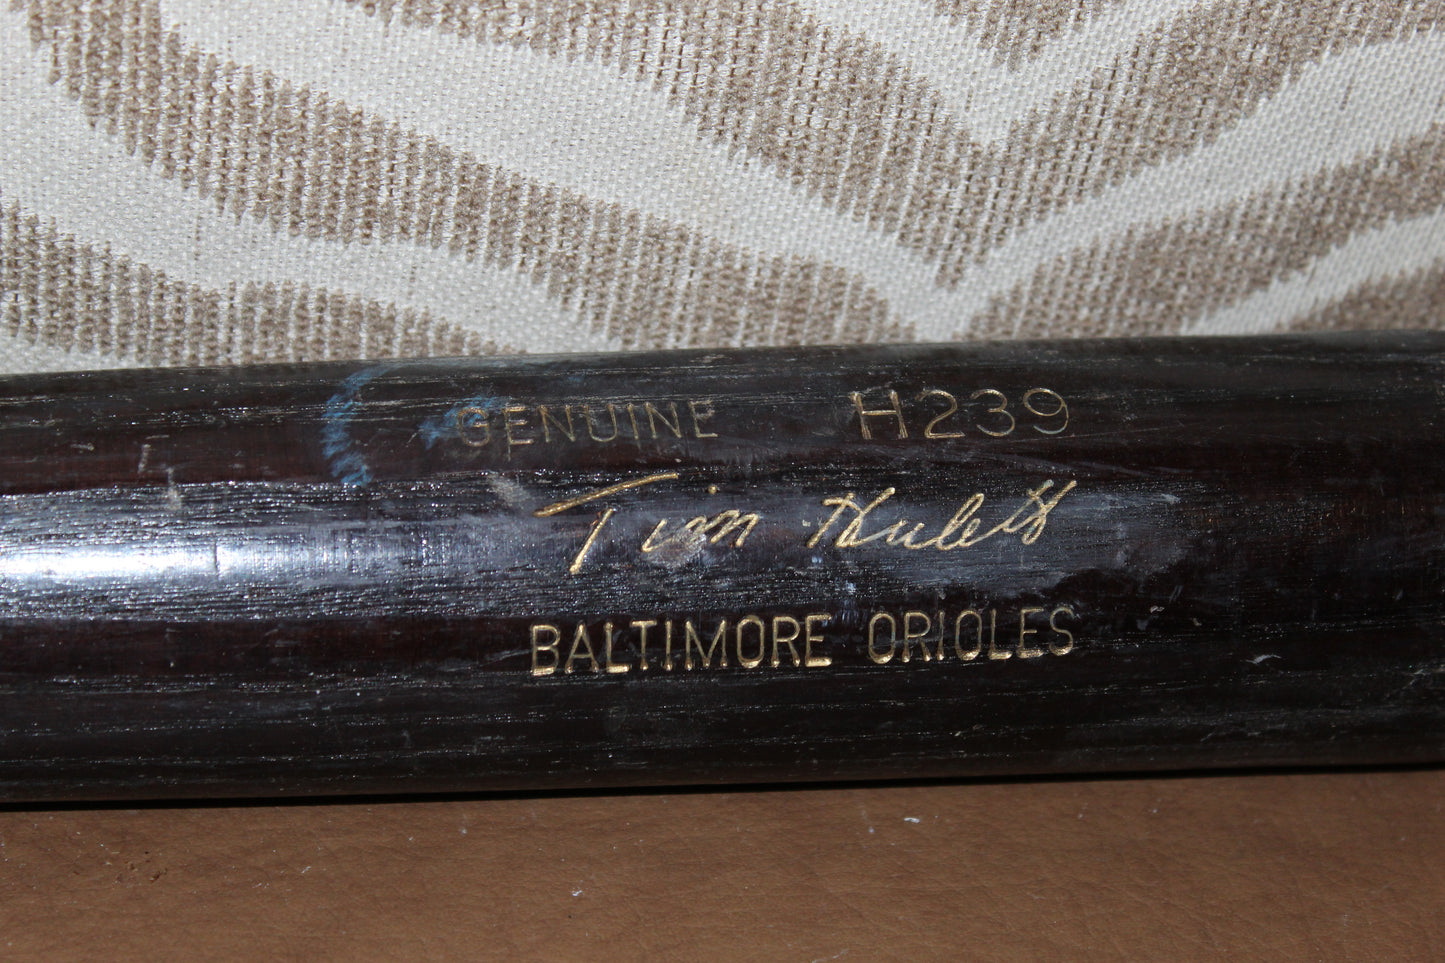 GENUINE H239
Tim Hulett
BALTIMORE ORIOLES